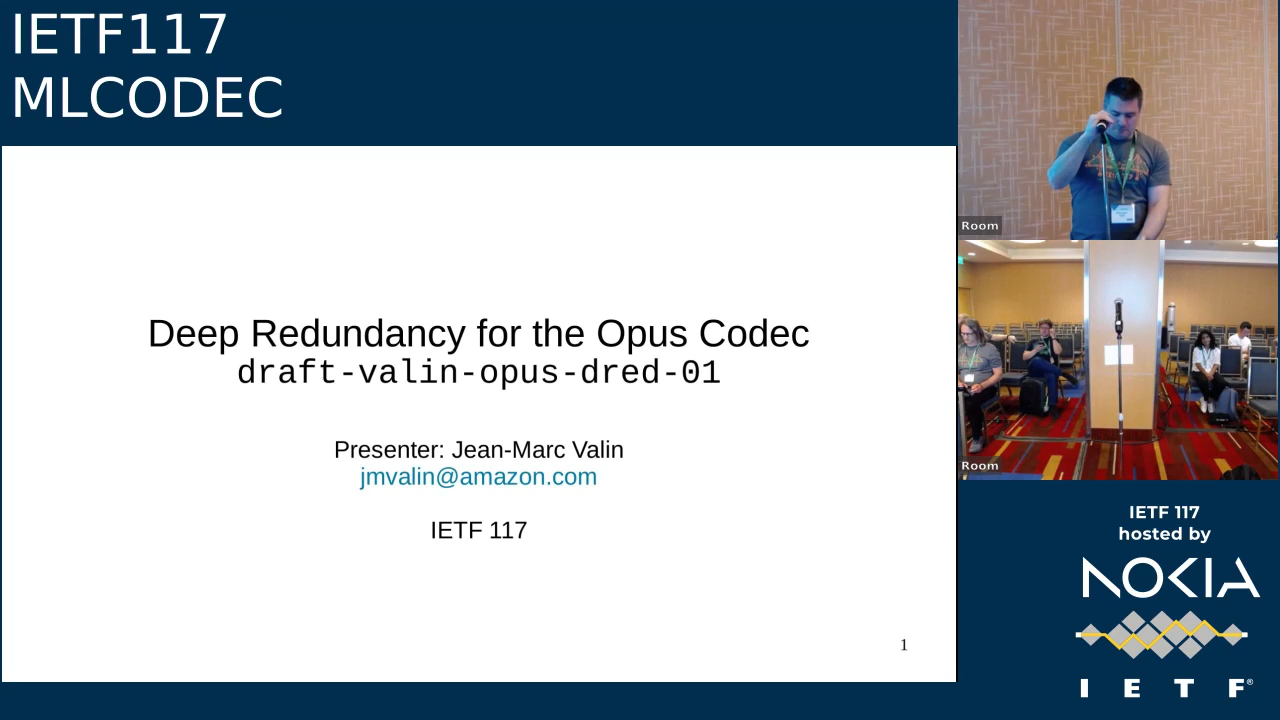 IETF117
MLCODEC
Deep Redundancy for the Opus Codec
draft-valin-opus-dred-01
Presenter: Jean-Marc Valin
jmvalin@amazon.com
IETF 117
1
Room
Room
IETF 117
hosted by
NOKIA
I E T F®